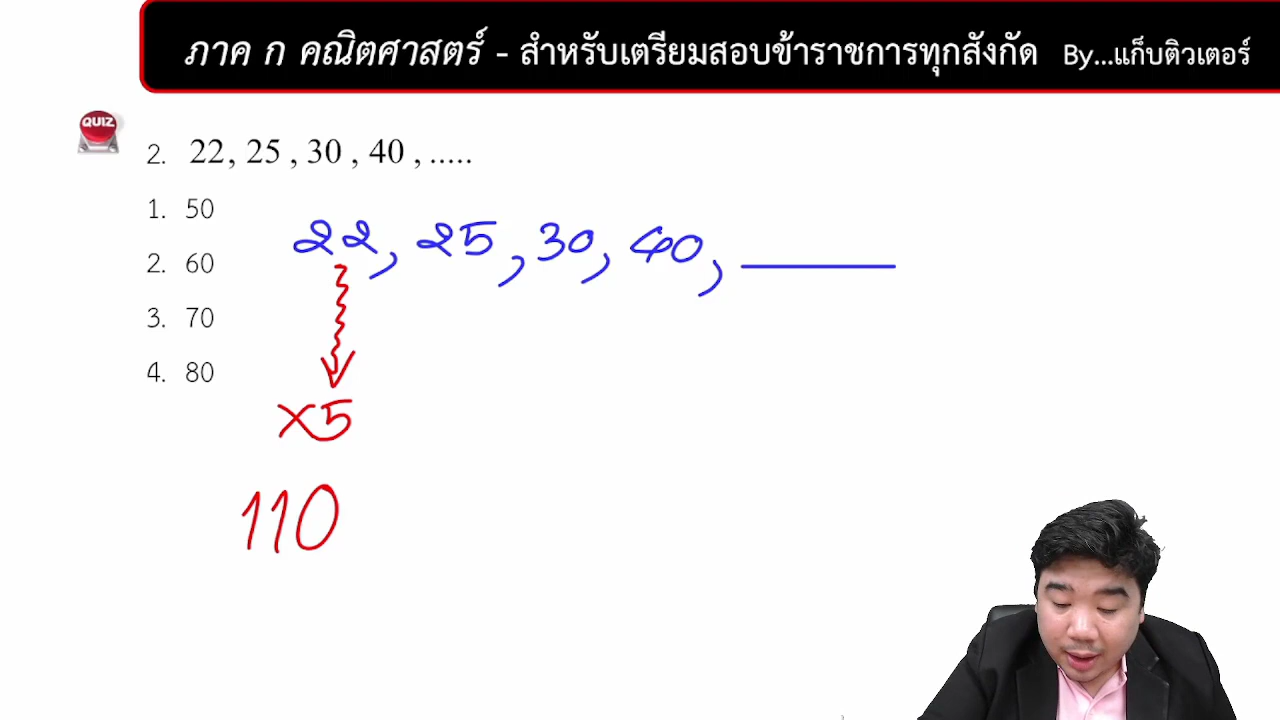 ภาค ก คณิตศาสตร์ - สำหรับเตรียมสอบข้าราชการทุกสังกัด By...แก็บติวเตอร์
QUIZ
2. 22, 25 , 30 , 40 , .....
1. 50
2. 60
3. 70
4. 80
22, 25, 30, 40, ____
×5
110